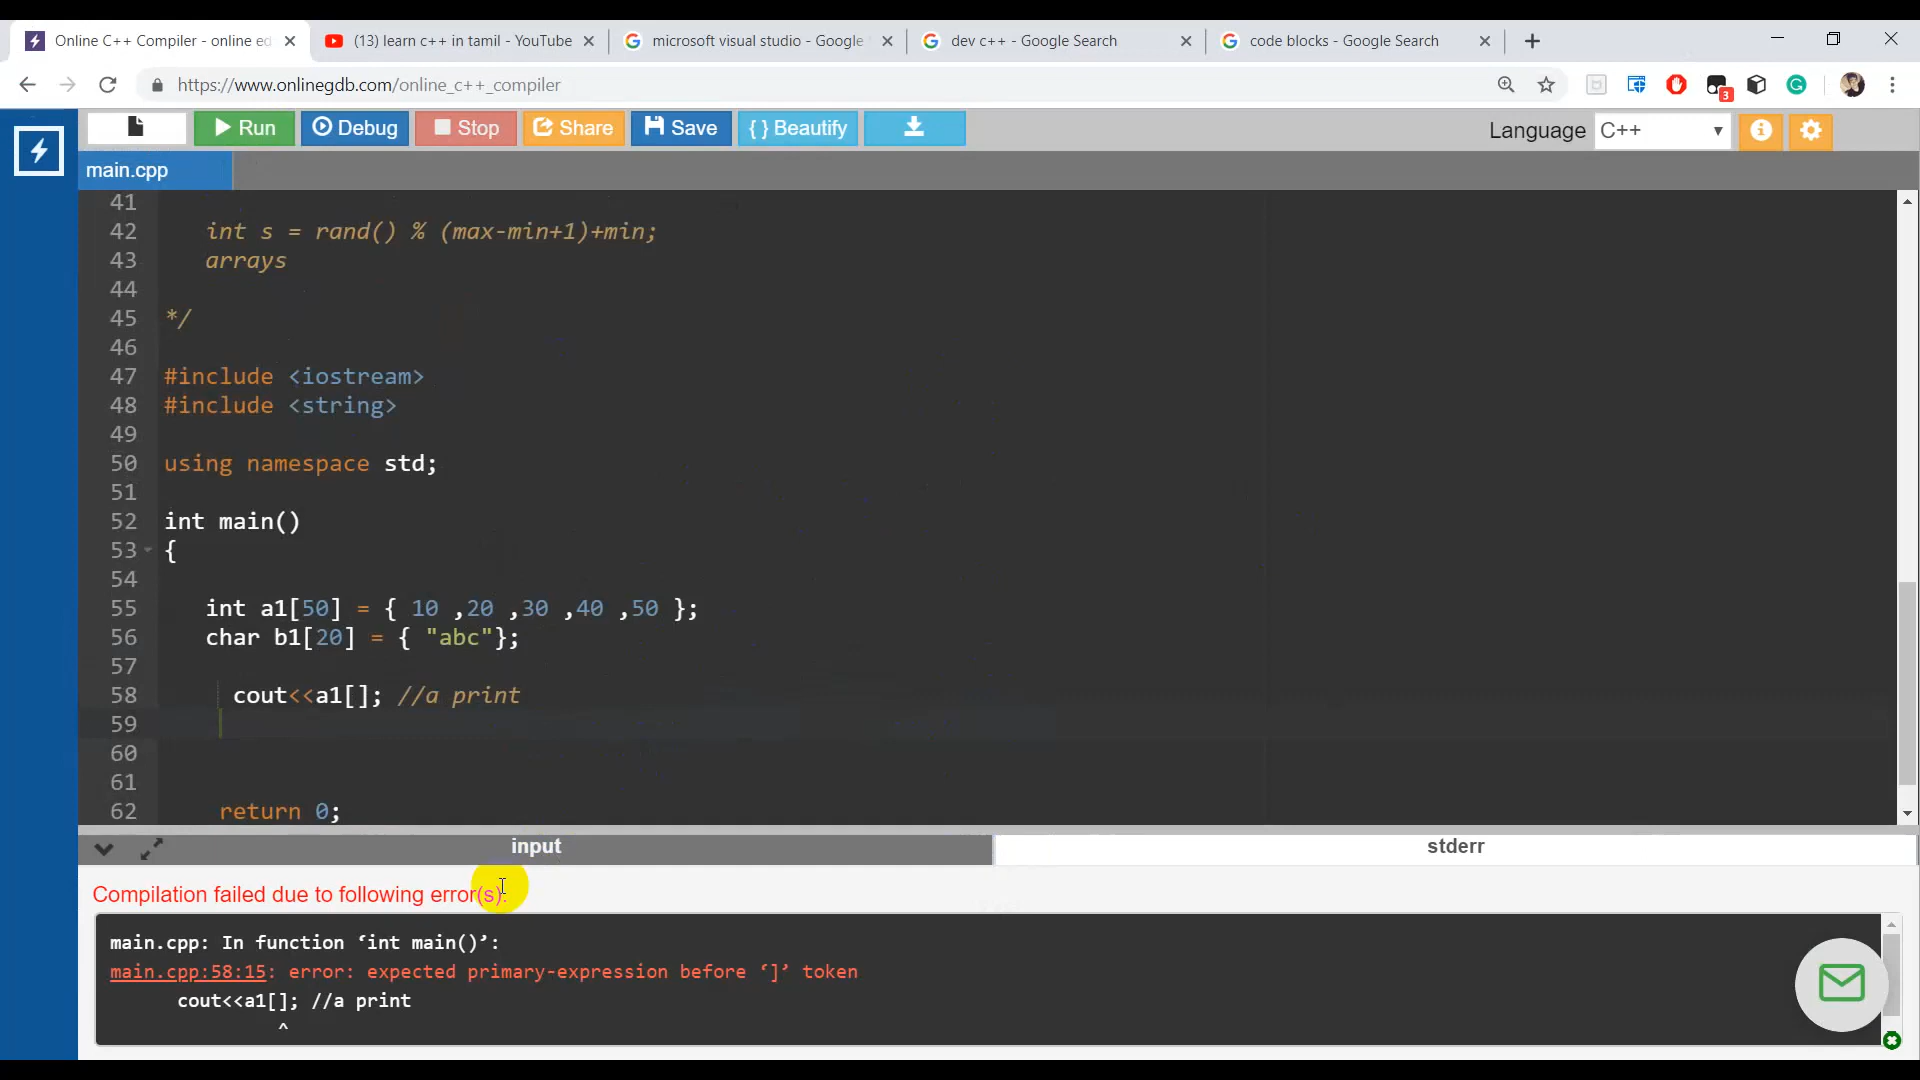 Online C++ Compiler - online ed
(13) learn c++ in tamil - YouTube
microsoft visual studio - Google
dev c++ - Google Search
code blocks - Google Search
https://www.onlinegdb.com/online_c++_compiler
3
Run
Debug
Stop
Share
Save
{ } Beautify
Language
C++
main.cpp
41
42 int s = rand() % (max-min+1)+min;
43 arrays
44
45 */
46
47 #include <iostream>
48 #include <string>
49
50 using namespace std;
51
52 int main()
53 {
54
55 int a1[50] = { 10 ,20 ,30 ,40 ,50 };
56 char b1[20] = { "abc"};
57
58 cout<<a1[]; //a print
59
60
61
62 return 0;
input
stderr
Compilation failed due to following error(s).
main.cpp: In function ‘int main()’:
main.cpp:58:15: error: expected primary-expression before ‘]’ token
cout<<a1[]; //a print
^